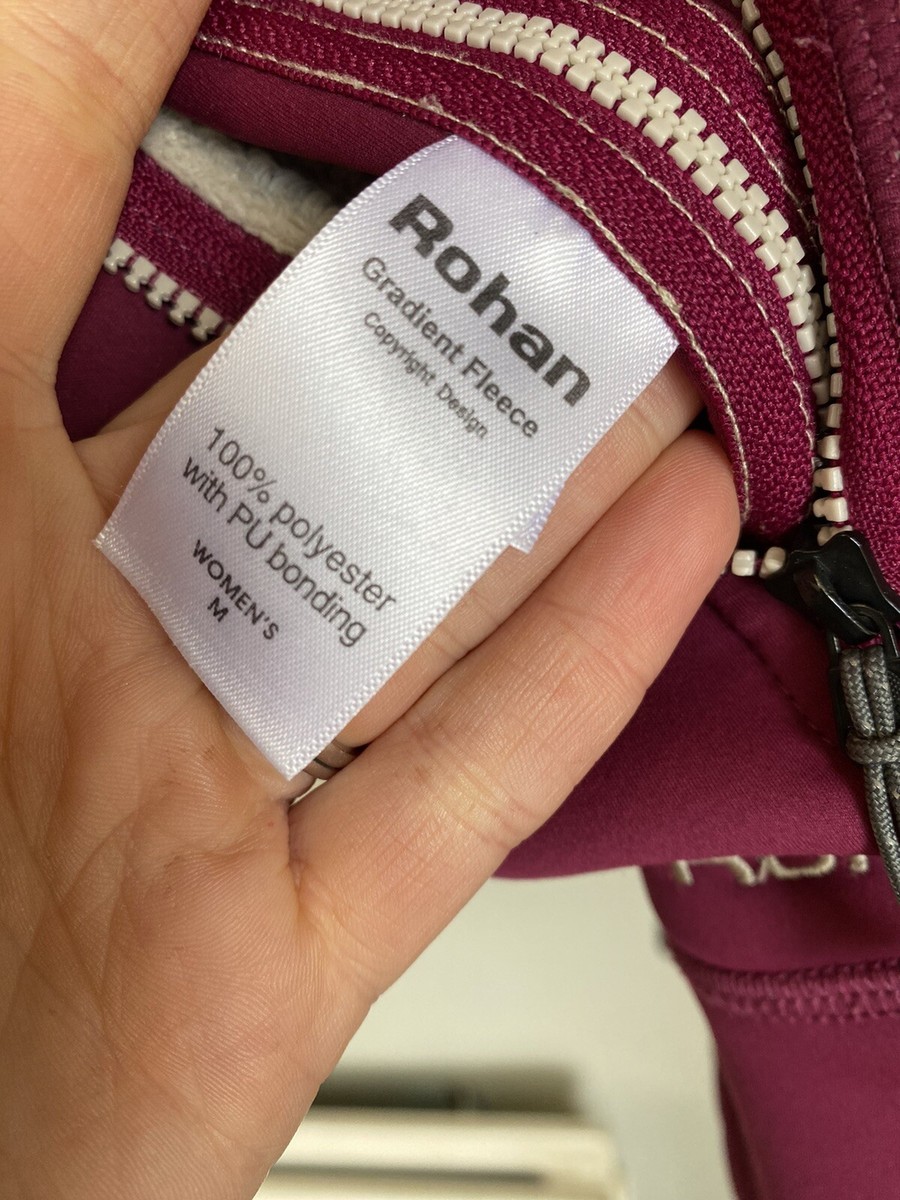 Rohan
Gradient Fleece
Copyright Design
100% polyester
with PU bonding
WOMEN'S
M